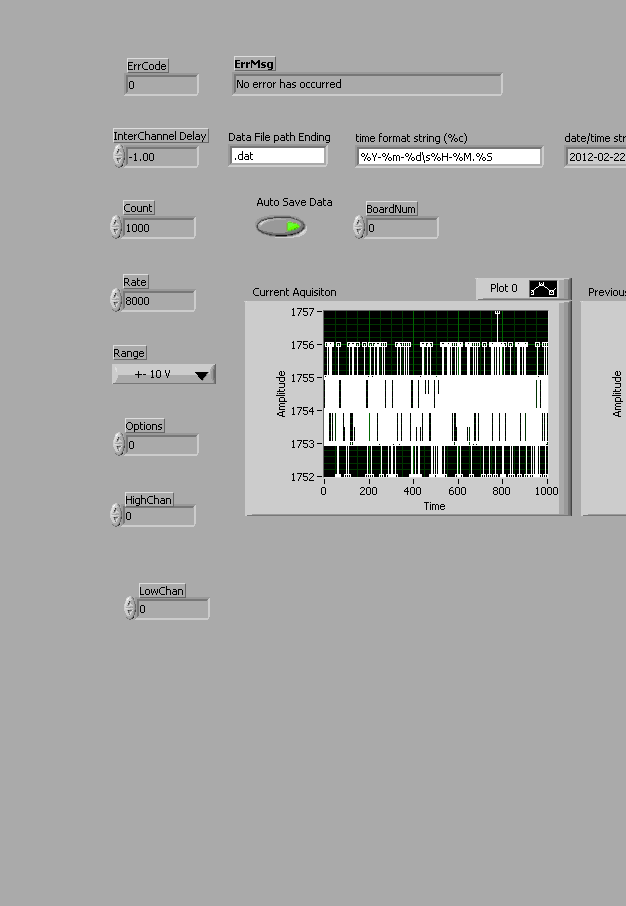 ErrCode
0
ErrMsg
No error has occurred
InterChannel Delay
-1.00
Data File path Ending
.dat
time format string (%c)
%Y-%m-%d\s%H-%M.%S
date/time str
2012-02-22
Count
1000
Auto Save Data
BoardNum
0
Rate
8000
Range
+- 10 V
Options
0
HighChan
0
LowChan
0
Current Aquisiton
Plot 0
Amplitude
1757
1756
1755
1754
1753
1752
0 200 400 600 800 1000
Time
Previous
Amplitude